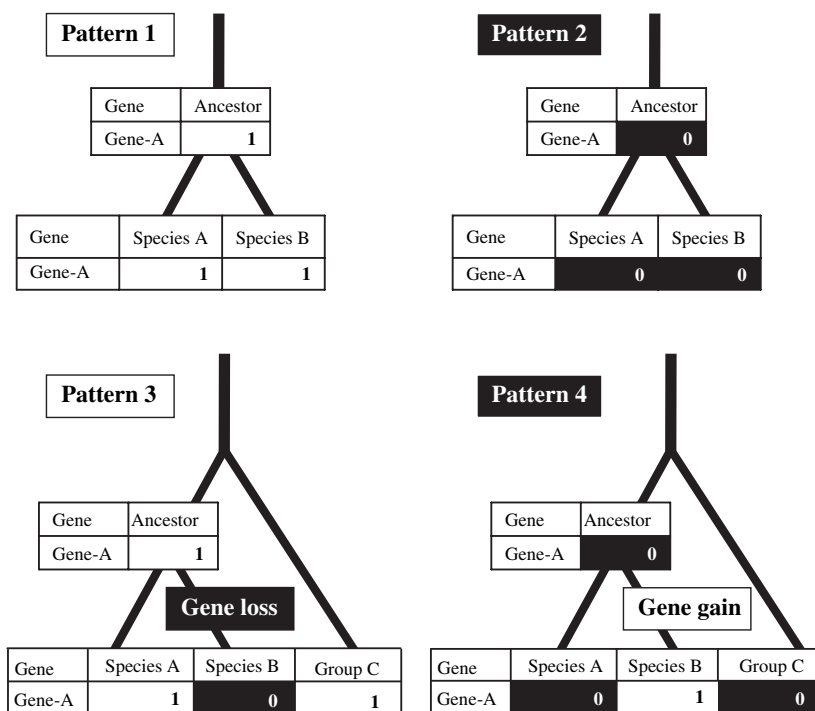 Pattern 1
Gene Ancestor
Gene-A 1
Gene Species A Species B
Gene-A 1 1
Pattern 2
Gene Ancestor
Gene-A 0
Gene Species A Species B
Gene-A 0 0
Pattern 3
Gene Ancestor
Gene-A 1
Gene loss
Gene Species A Species B Group C
Gene-A 1 0 1
Pattern 4
Gene Ancestor
Gene-A 0
Gene gain
Gene Species A Species B Group C
Gene-A 0 1 0